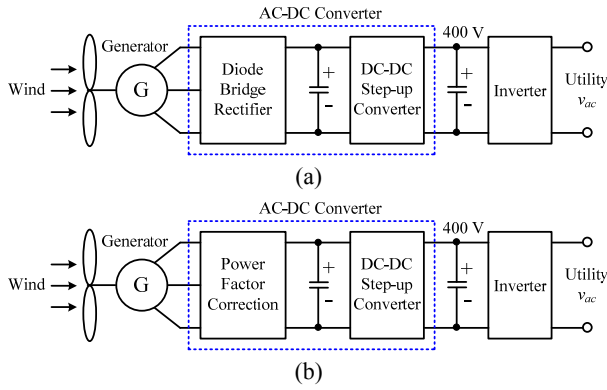 AC-DC Converter
Generator
400 V
Wind
G
Diode
Bridge
Rectifier
+
-
DC-DC
Step-up
Converter
+
-
Inverter
Utility
vac
(a)
AC-DC Converter
Generator
400 V
Wind
G
Power
Factor
Correction
+
-
DC-DC
Step-up
Converter
+
-
Inverter
Utility
vac
(b)